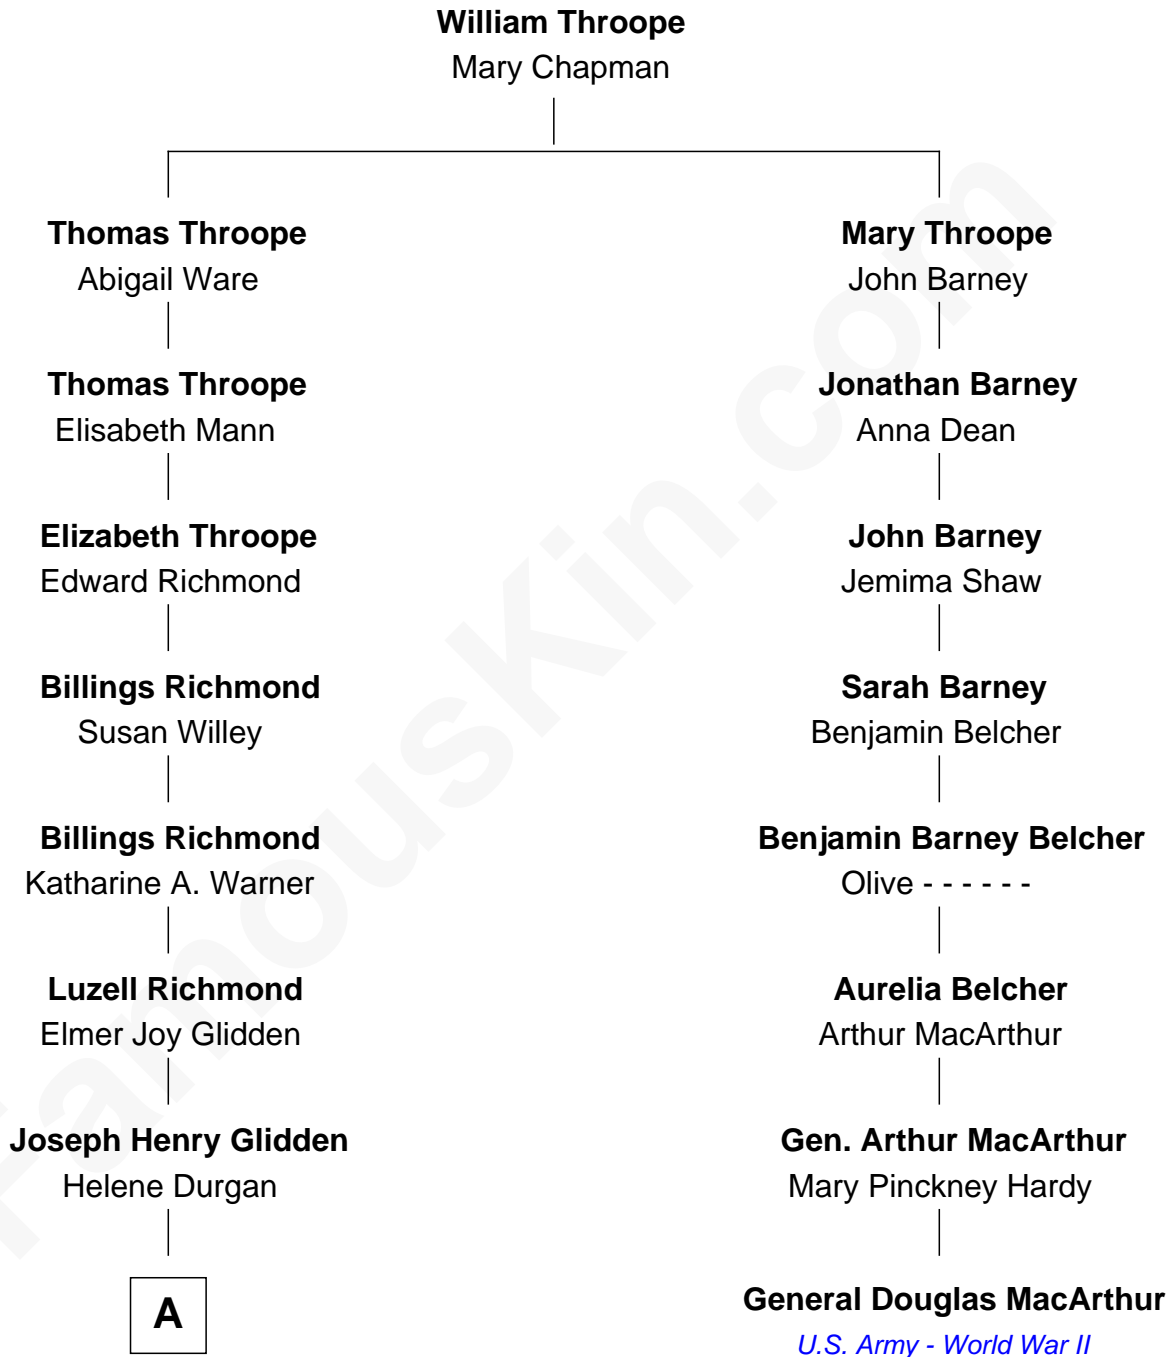 William Throope
Mary Chapman
Thomas Throope
Abigail Ware
Mary Throope
John Barney
Thomas Throope
Elisabeth Mann
Jonathan Barney
Anna Dean
Elizabeth Throope
Edward Richmond
John Barney
Jemima Shaw
Billings Richmond
Susan Willey
Sarah Barney
Benjamin Belcher
Billings Richmond
Katharine A. Warner
Benjamin Barney Belcher
Olive - - - - - -
Luzell Richmond
Elmer Joy Glidden
Aurelia Belcher
Arthur MacArthur
Joseph Henry Glidden
Helene Durgan
Gen. Arthur MacArthur
Mary Pinckney Hardy
A
General Douglas MacArthur
U.S. Army - World War II
FamousKin.com